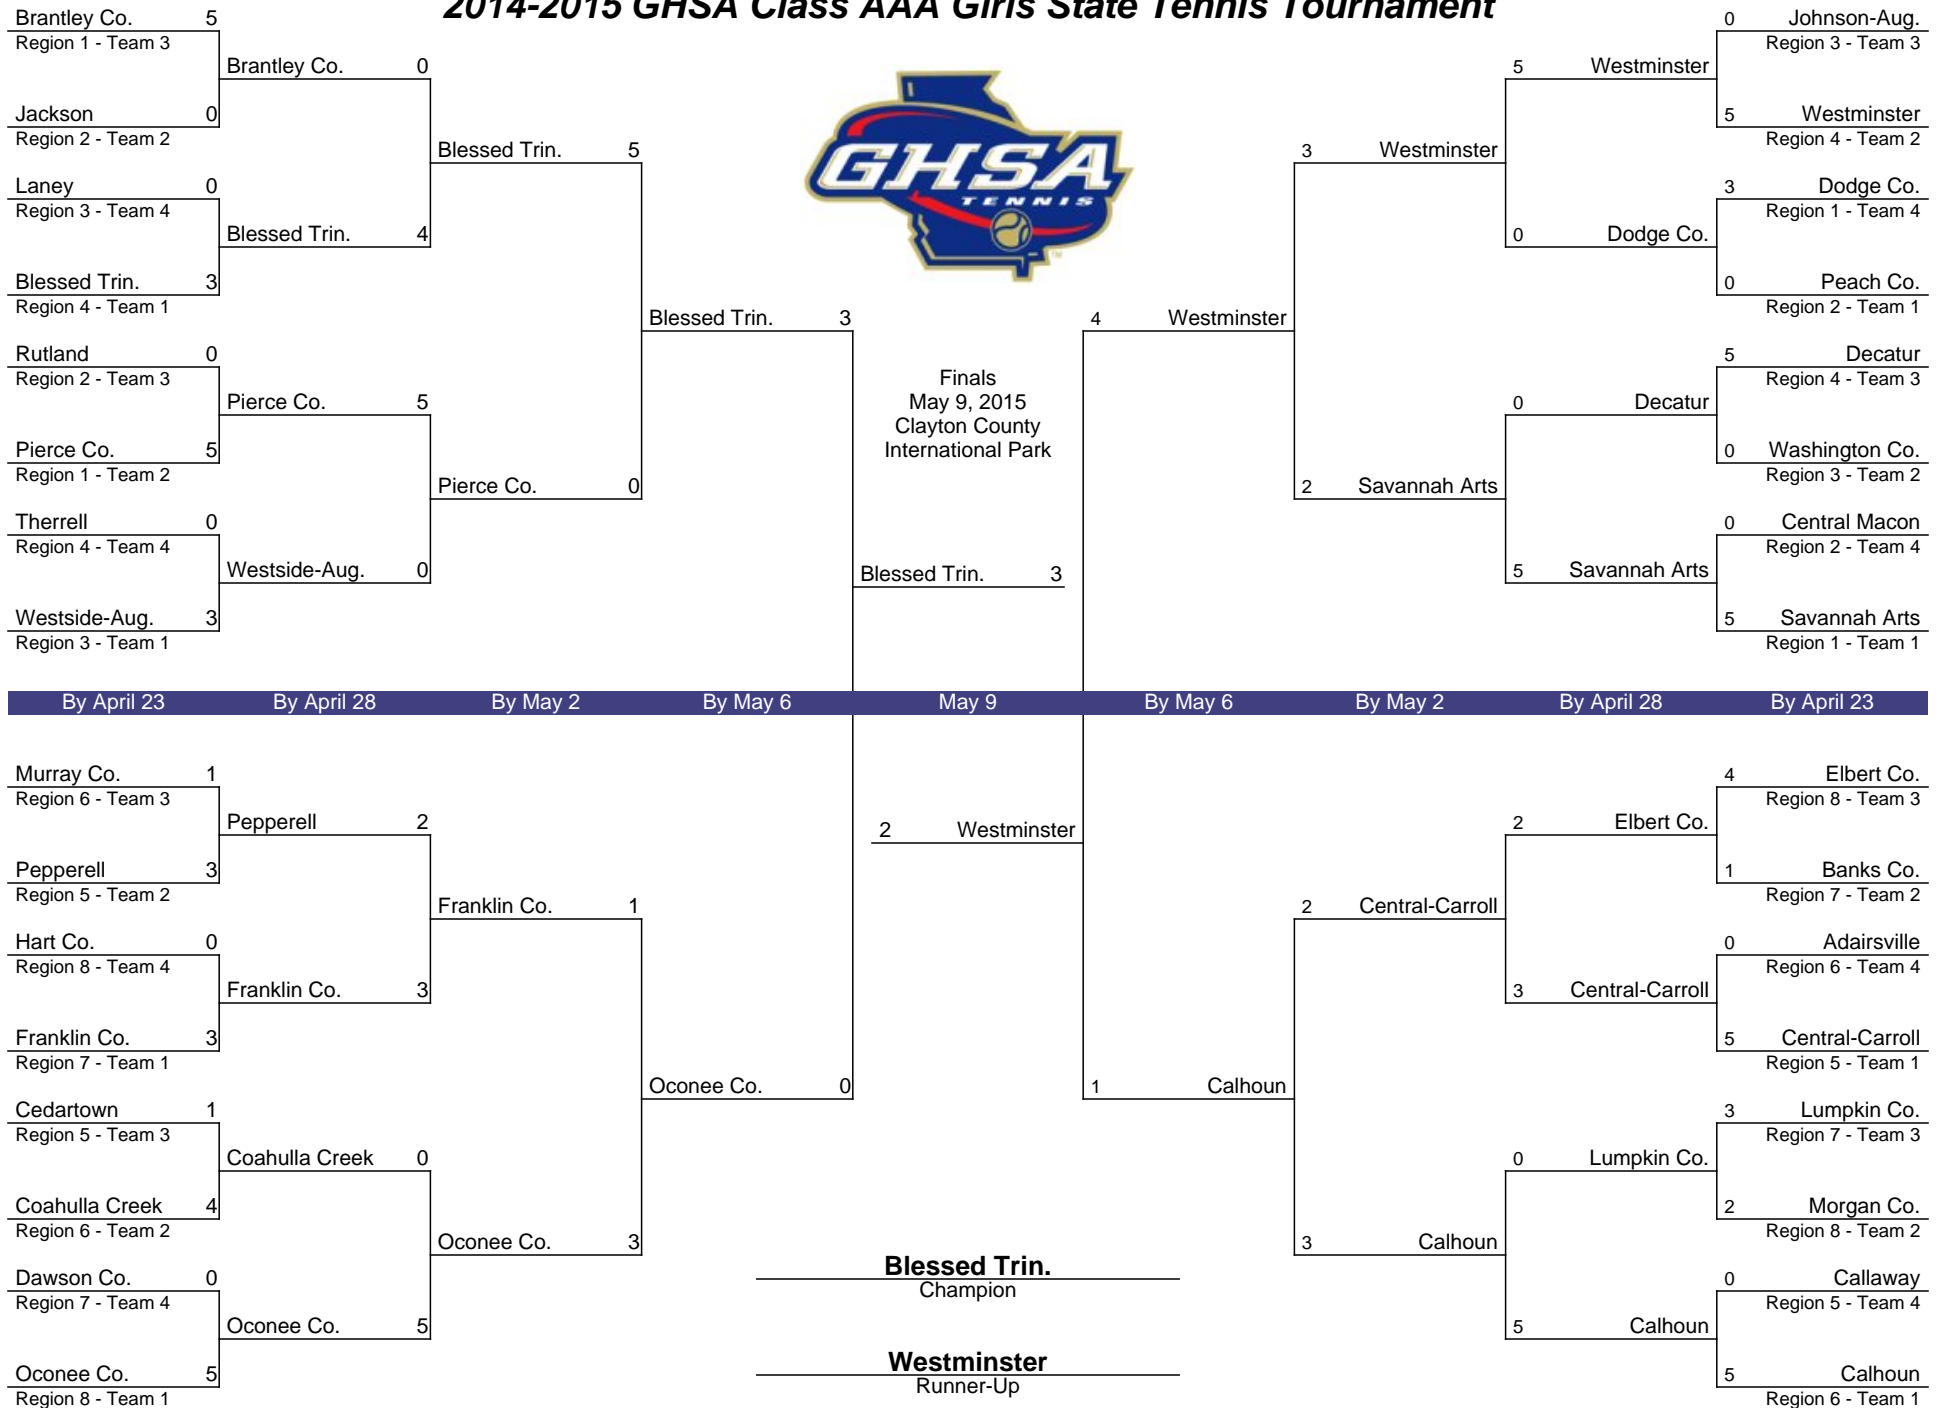 2014-2015 GHSA Class AAA Girls State Tennis Tournament
Brantley Co. 5
Region 1 - Team 3
Jackson 0
Region 2 - Team 2
Laney 0
Region 3 - Team 4
Blessed Trin. 3
Region 4 - Team 1
Rutland 0
Region 2 - Team 3
Pierce Co. 5
Region 1 - Team 2
Therrell 0
Region 4 - Team 4
Westside-Aug. 3
Region 3 - Team 1
Brantley Co. 0
Blessed Trin. 4
Pierce Co. 5
Westside-Aug. 0
Blessed Trin. 5
Pierce Co. 0
Blessed Trin. 3
GHSA
TENNIS
TM
Finals
May 9, 2015
Clayton County
International Park
Blessed Trin. 3
4 Westminster
3 Westminster
2 Savannah Arts
5 Westminster
0 Dodge Co.
0 Decatur
5 Savannah Arts
0 Johnson-Aug.
Region 3 - Team 3
5 Westminster
Region 4 - Team 2
3 Dodge Co.
Region 1 - Team 4
0 Peach Co.
Region 2 - Team 1
5 Decatur
Region 4 - Team 3
0 Washington Co.
Region 3 - Team 2
0 Central Macon
Region 2 - Team 4
5 Savannah Arts
Region 1 - Team 1
By April 23 By April 28 By May 2 By May 6 May 9 By May 6 By May 2 By April 28 By April 23
Murray Co. 1
Region 6 - Team 3
Pepperell 3
Region 5 - Team 2
Hart Co. 0
Region 8 - Team 4
Franklin Co. 3
Region 7 - Team 1
Cedartown 1
Region 5 - Team 3
Coahulla Creek 4
Region 6 - Team 2
Dawson Co. 0
Region 7 - Team 4
Oconee Co. 5
Region 8 - Team 1
Pepperell 2
Franklin Co. 3
Coahulla Creek 0
Oconee Co. 5
Franklin Co. 1
Oconee Co. 3
Oconee Co. 0
2 Westminster
Blessed Trin.
Champion
Westminster
Runner-Up
1 Calhoun
2 Central-Carroll
3 Calhoun
2 Elbert Co.
3 Central-Carroll
0 Lumpkin Co.
5 Calhoun
4 Elbert Co.
Region 8 - Team 3
1 Banks Co.
Region 7 - Team 2
0 Adairsville
Region 6 - Team 4
5 Central-Carroll
Region 5 - Team 1
3 Lumpkin Co.
Region 7 - Team 3
2 Morgan Co.
Region 8 - Team 2
0 Callaway
Region 5 - Team 4
5 Calhoun
Region 6 - Team 1